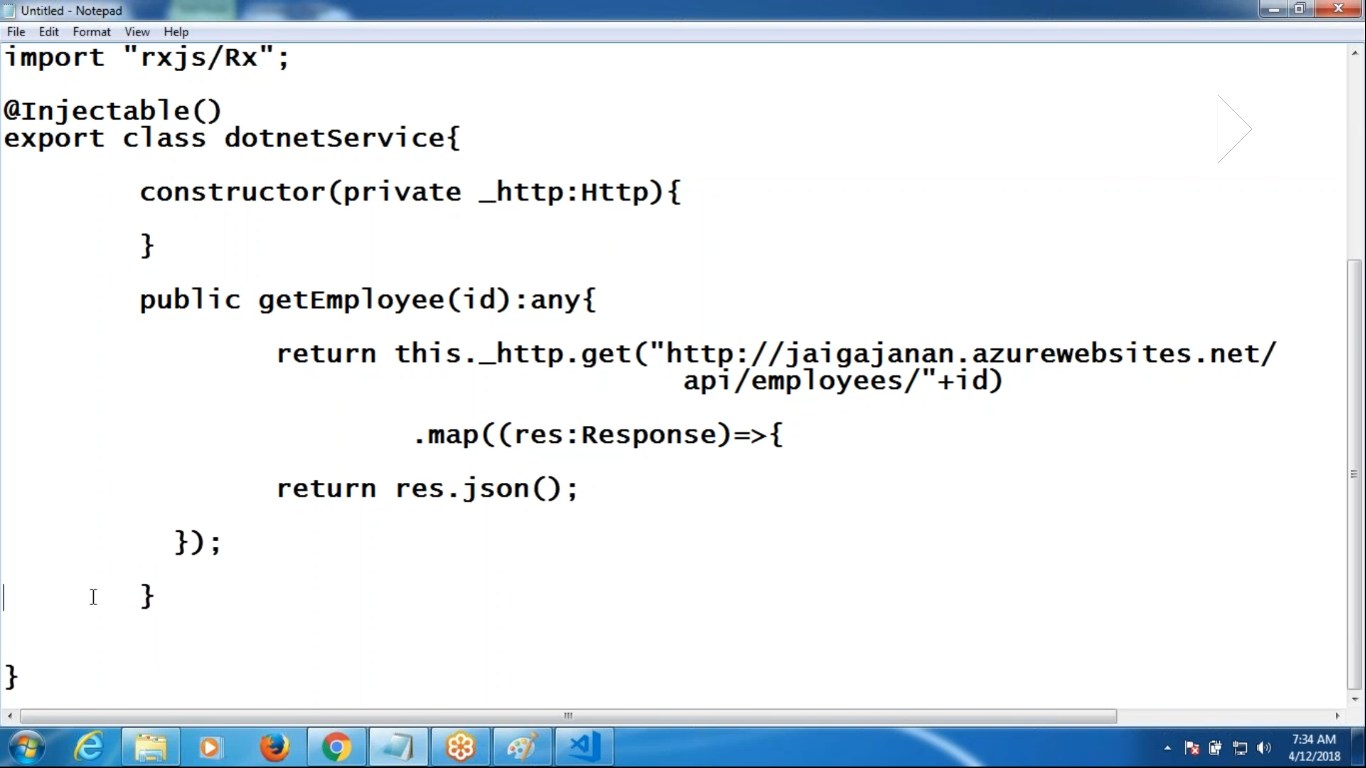 Untitled - Notepad
File Edit Format View Help
import "rxjs/Rx";
@Injectable()
export class dotnetService{
constructor(private _http:Http){
}
public getEmployee(id):any{
return this._http.get("http://jaigajanan.azurewebsites.net/
api/employees/"+id)
.map((res:Response)=>{
return res.json();
});
}
}
7:34 AM
4/12/2018